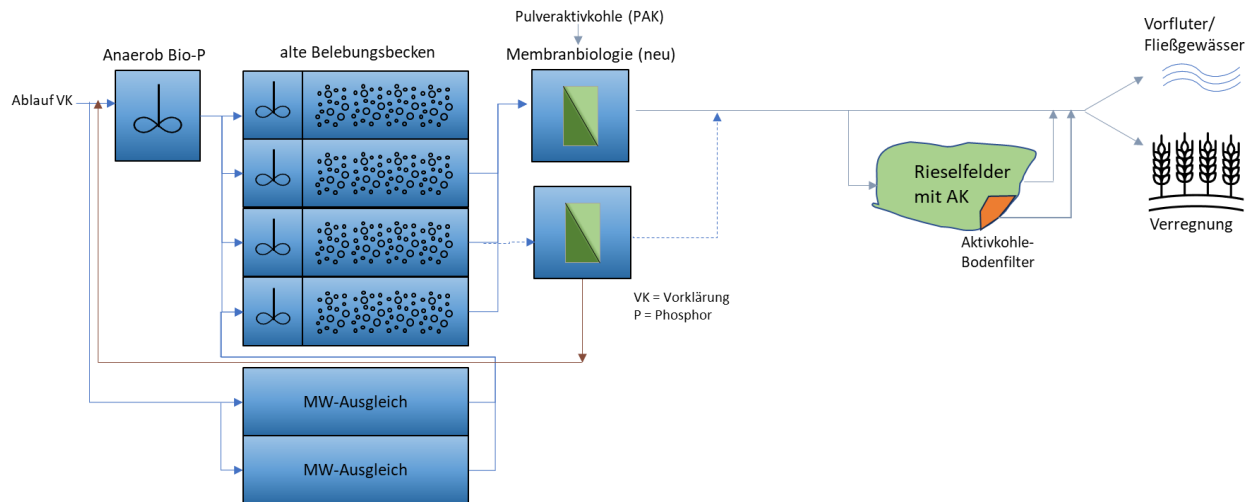 Pulveraktivkohle (PAK)
Anaerob Bio-P
alte Belebungsbecken
Membranbiologie (neu)
Vorfluter/
Fließgewässer
Ablauf VK
Rieselfelder
mit AK
Verregnung
Aktivkohle-
Bodenfilter
VK = Vorklärung
P = Phosphor
MW-Ausgleich
MW-Ausgleich